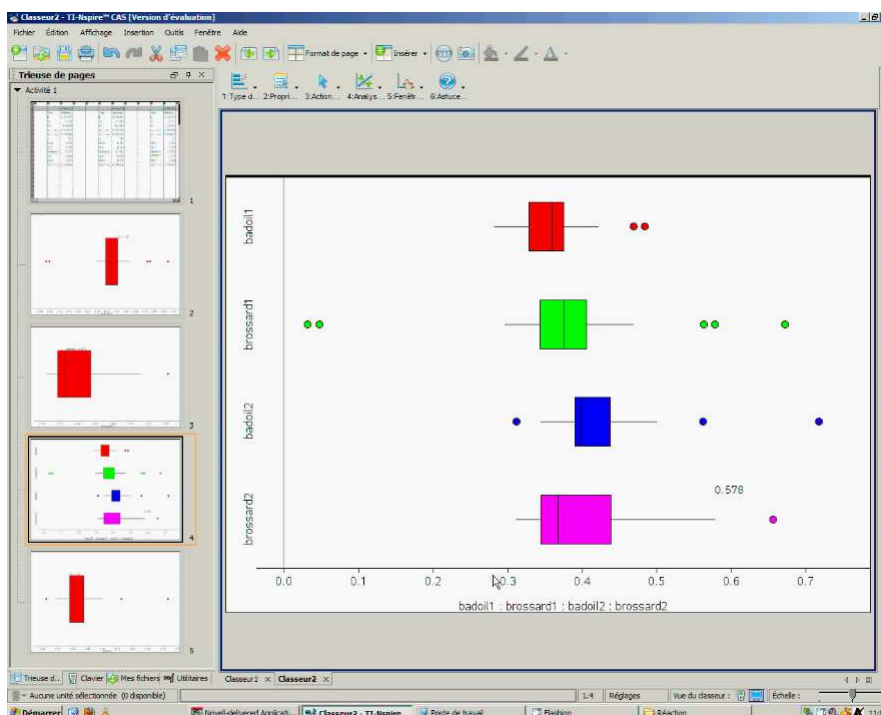 Classeur2 - TI-Nspire™ CAS [Version d'évaluation]
Fichier Édition Affichage Insertion Outils Fenêtre Aide
Format de page Insérer
Trieuse de pages
Activité 1
1:Type d... 2:Propri... 3:Action... 4:Analys... 5:Fenêtr... 6:Astuce...
1
2
3
4
5
badoil1
brossard1
badoil2
brossard2
0.578
0.0 0.1 0.2 0.3 0.4 0.5 0.6 0.7
badoil1 : brossard1 : badoil2 : brossard2
Trieuse d... Clavier Mes fichiers Utilitaires
Classeur1 Classeur2
Aucune unité sélectionnée (0 disponible) 1.4 Réglages Vue du classeur : Échelle :
Démarrer Novell-delivered Applicati... Classeur2 - TI-Nspire... Poste de travail Flashing Réaction